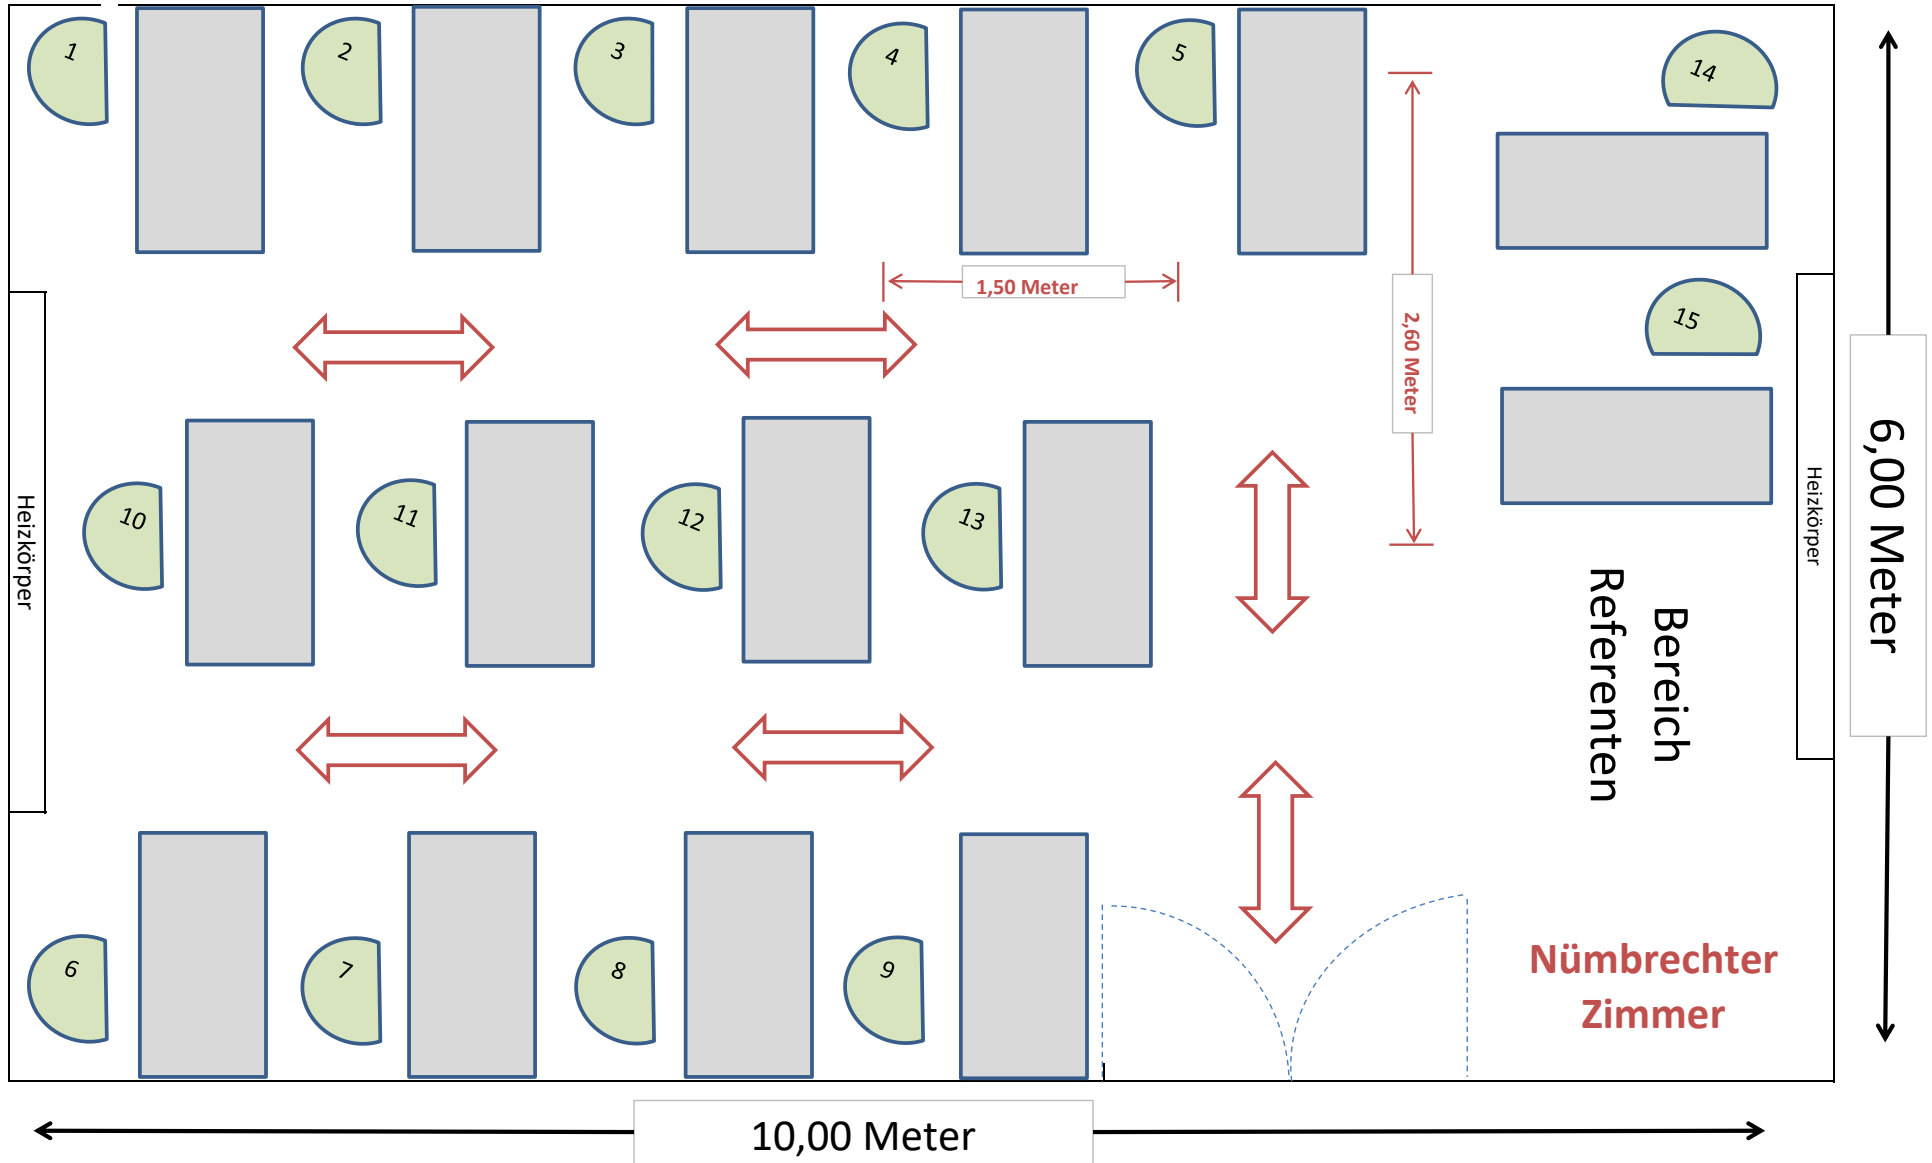 1
2
3
4
5
14
1,50 Meter
2,60 Meter
15
6,00 Meter
Heizkörper
Heizkörper
10
11
12
13
Bereich
Referenten
6
7
8
9
Nümbrechter
Zimmer
10,00 Meter